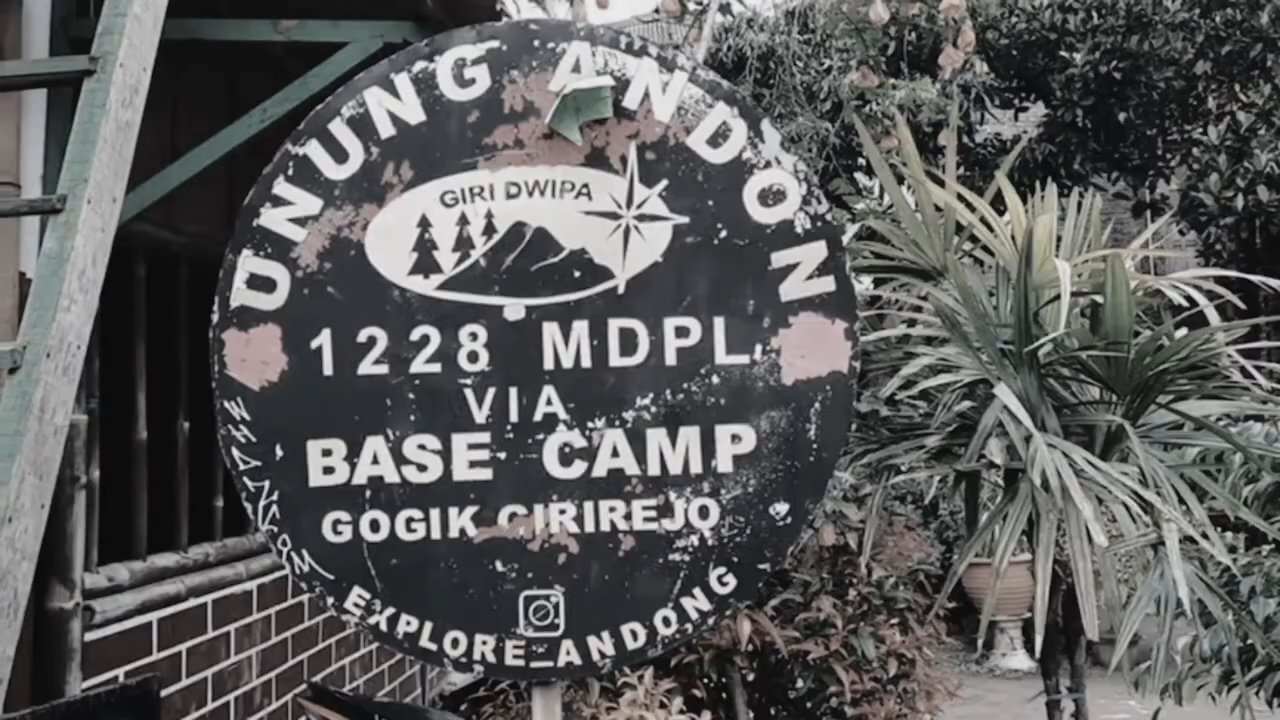 UNUNG ANDON
GIRI DWIPA
1228 MDPL
VIA
BASE CAMP
GOGIK GIRIREJO
EXPLORE_ANDONG